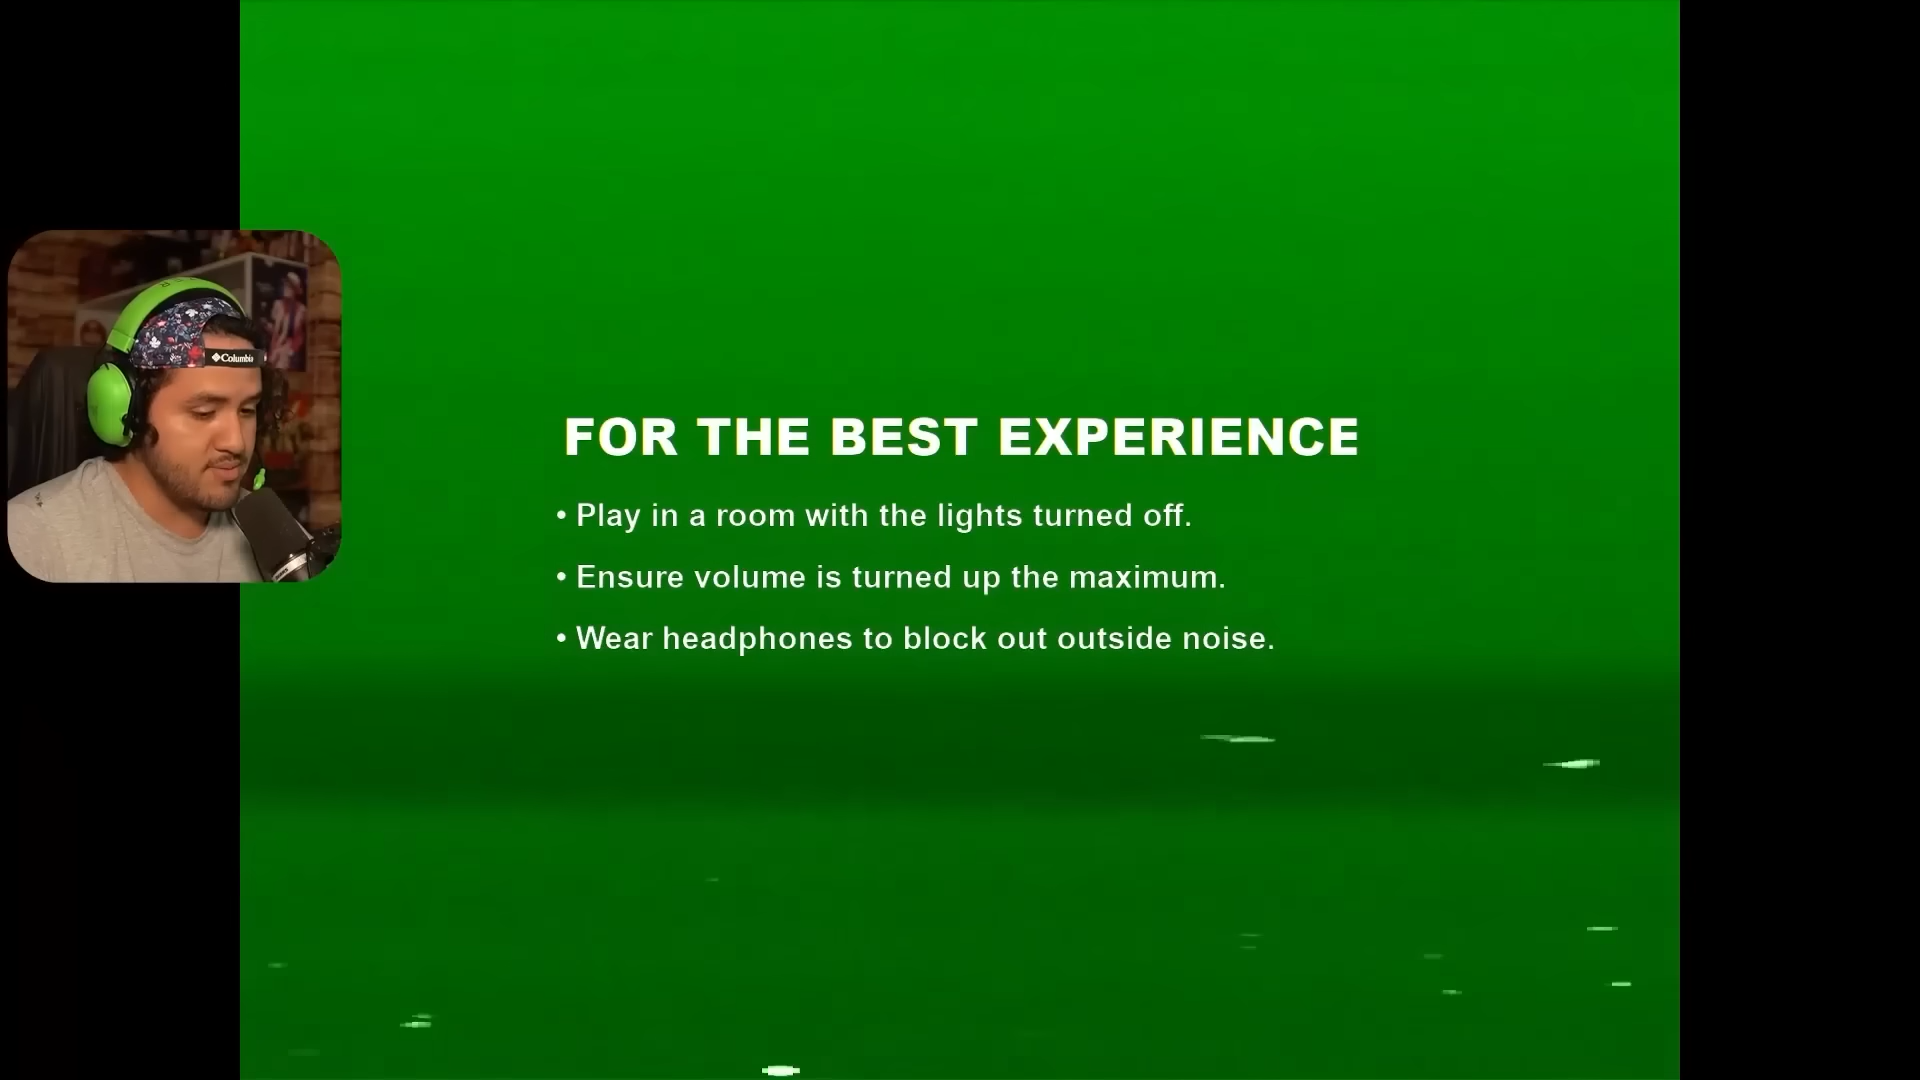 FOR THE BEST EXPERIENCE
• Play in a room with the lights turned off.
• Ensure volume is turned up the maximum.
• Wear headphones to block out outside noise.
Columbia